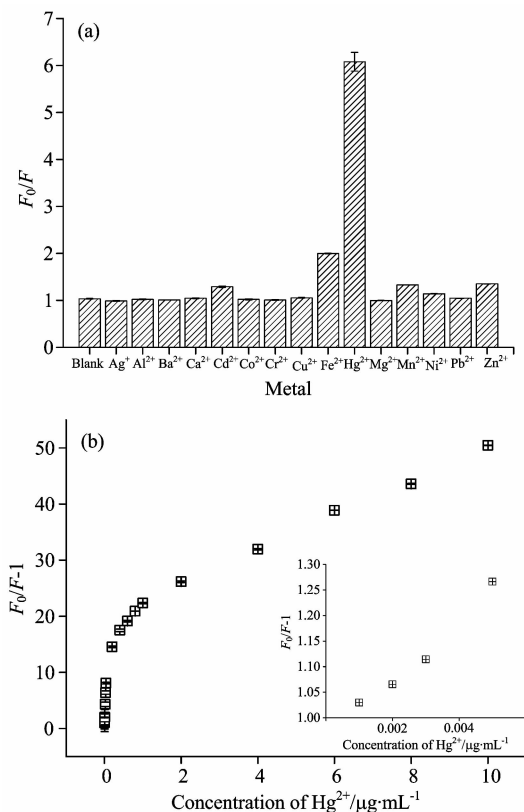 (a)
7
6
5
4
3
2
1
0
F₀/F
Blank Ag⁺ Al²⁺ Ba²⁺ Ca²⁺ Cd²⁺ Co²⁺ Cr²⁺ Cu²⁺ Fe²⁺ Hg²⁺ Mg²⁺ Mn²⁺ Ni²⁺ Pb²⁺ Zn²⁺
Metal
(b)
50
40
30
20
10
0
F₀/F-1
1.30
1.25
1.20
1.15
1.10
1.05
1.00
F₀/F-1
0.002 0.004
Concentration of Hg²⁺/μg·mL⁻¹
0 2 4 6 8 10
Concentration of Hg²⁺/μg·mL⁻¹